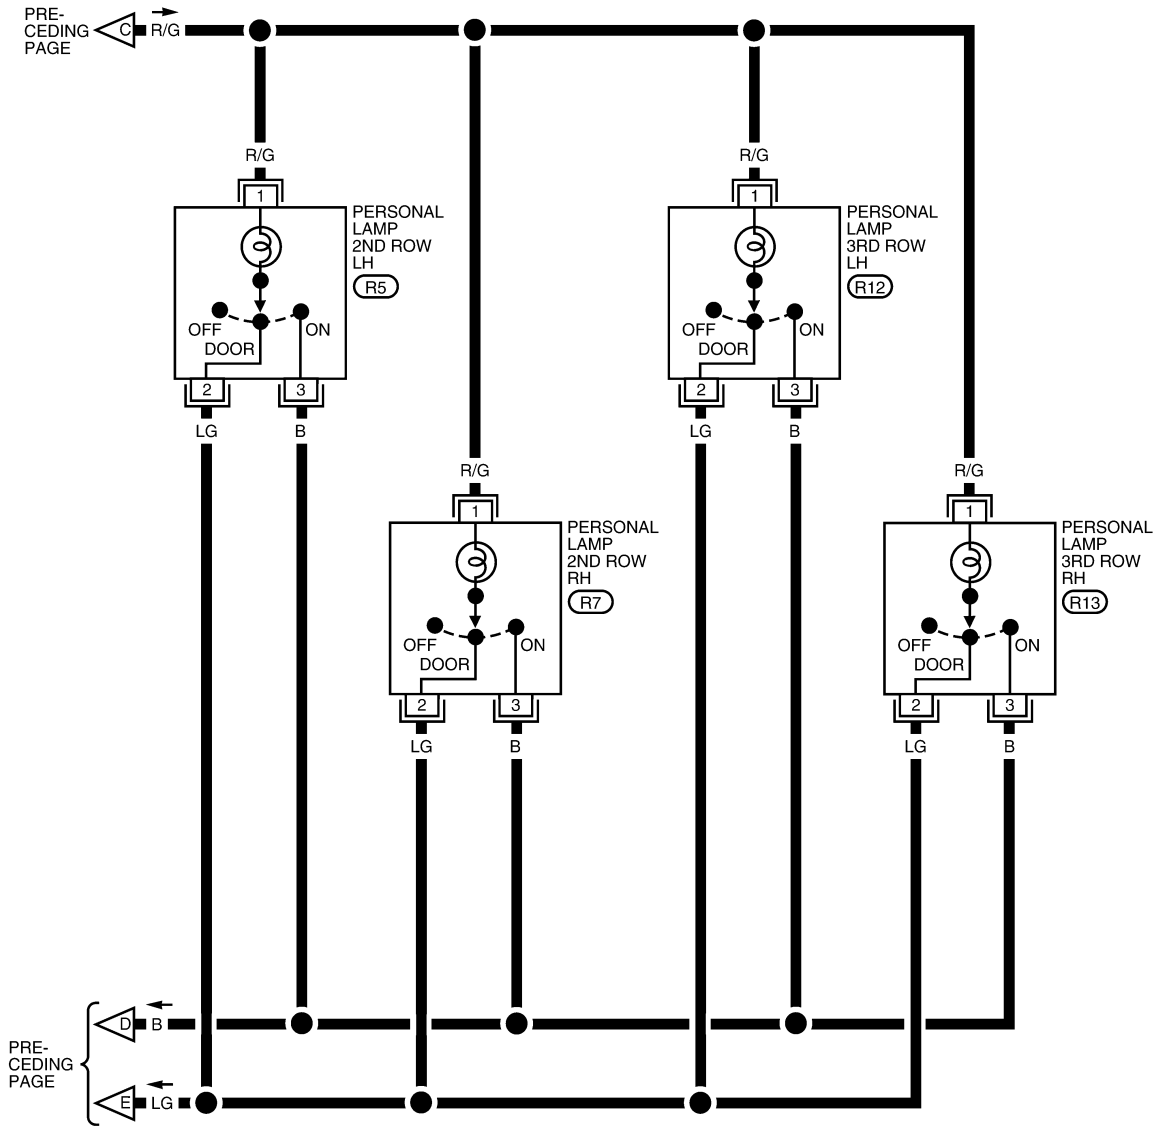 PRE-
CEDING
PAGE
C
R/G
R/G
1
PERSONAL
LAMP
2ND ROW
LH
R5
OFF
ON
DOOR
2
3
LG
B
R/G
1
PERSONAL
LAMP
3RD ROW
LH
R12
OFF
ON
DOOR
2
3
LG
B
R/G
1
PERSONAL
LAMP
2ND ROW
RH
R7
OFF
ON
DOOR
2
3
LG
B
R/G
1
PERSONAL
LAMP
3RD ROW
RH
R13
OFF
ON
DOOR
2
3
LG
B
PRE-
CEDING
PAGE
D
B
E
LG